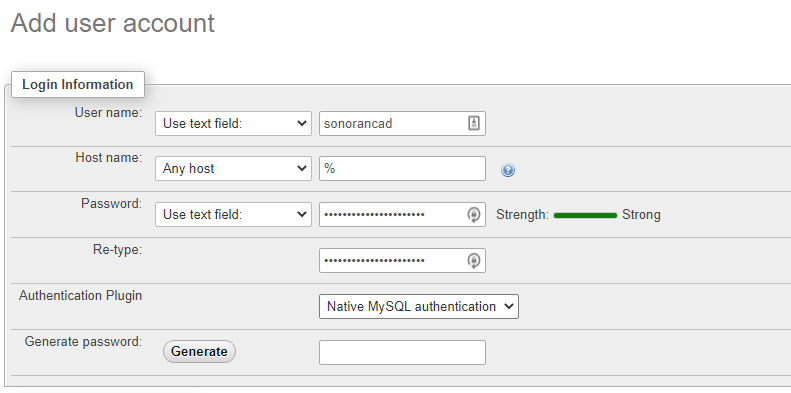 Add user account
Login Information
User name: Use text field: sonorancad
Host name: Any host %
Password: Use text field: •••••••••••••••••••••• Strength: Strong
Re-type: ••••••••••••••••••••••
Authentication Plugin Native MySQL authentication
Generate password: Generate